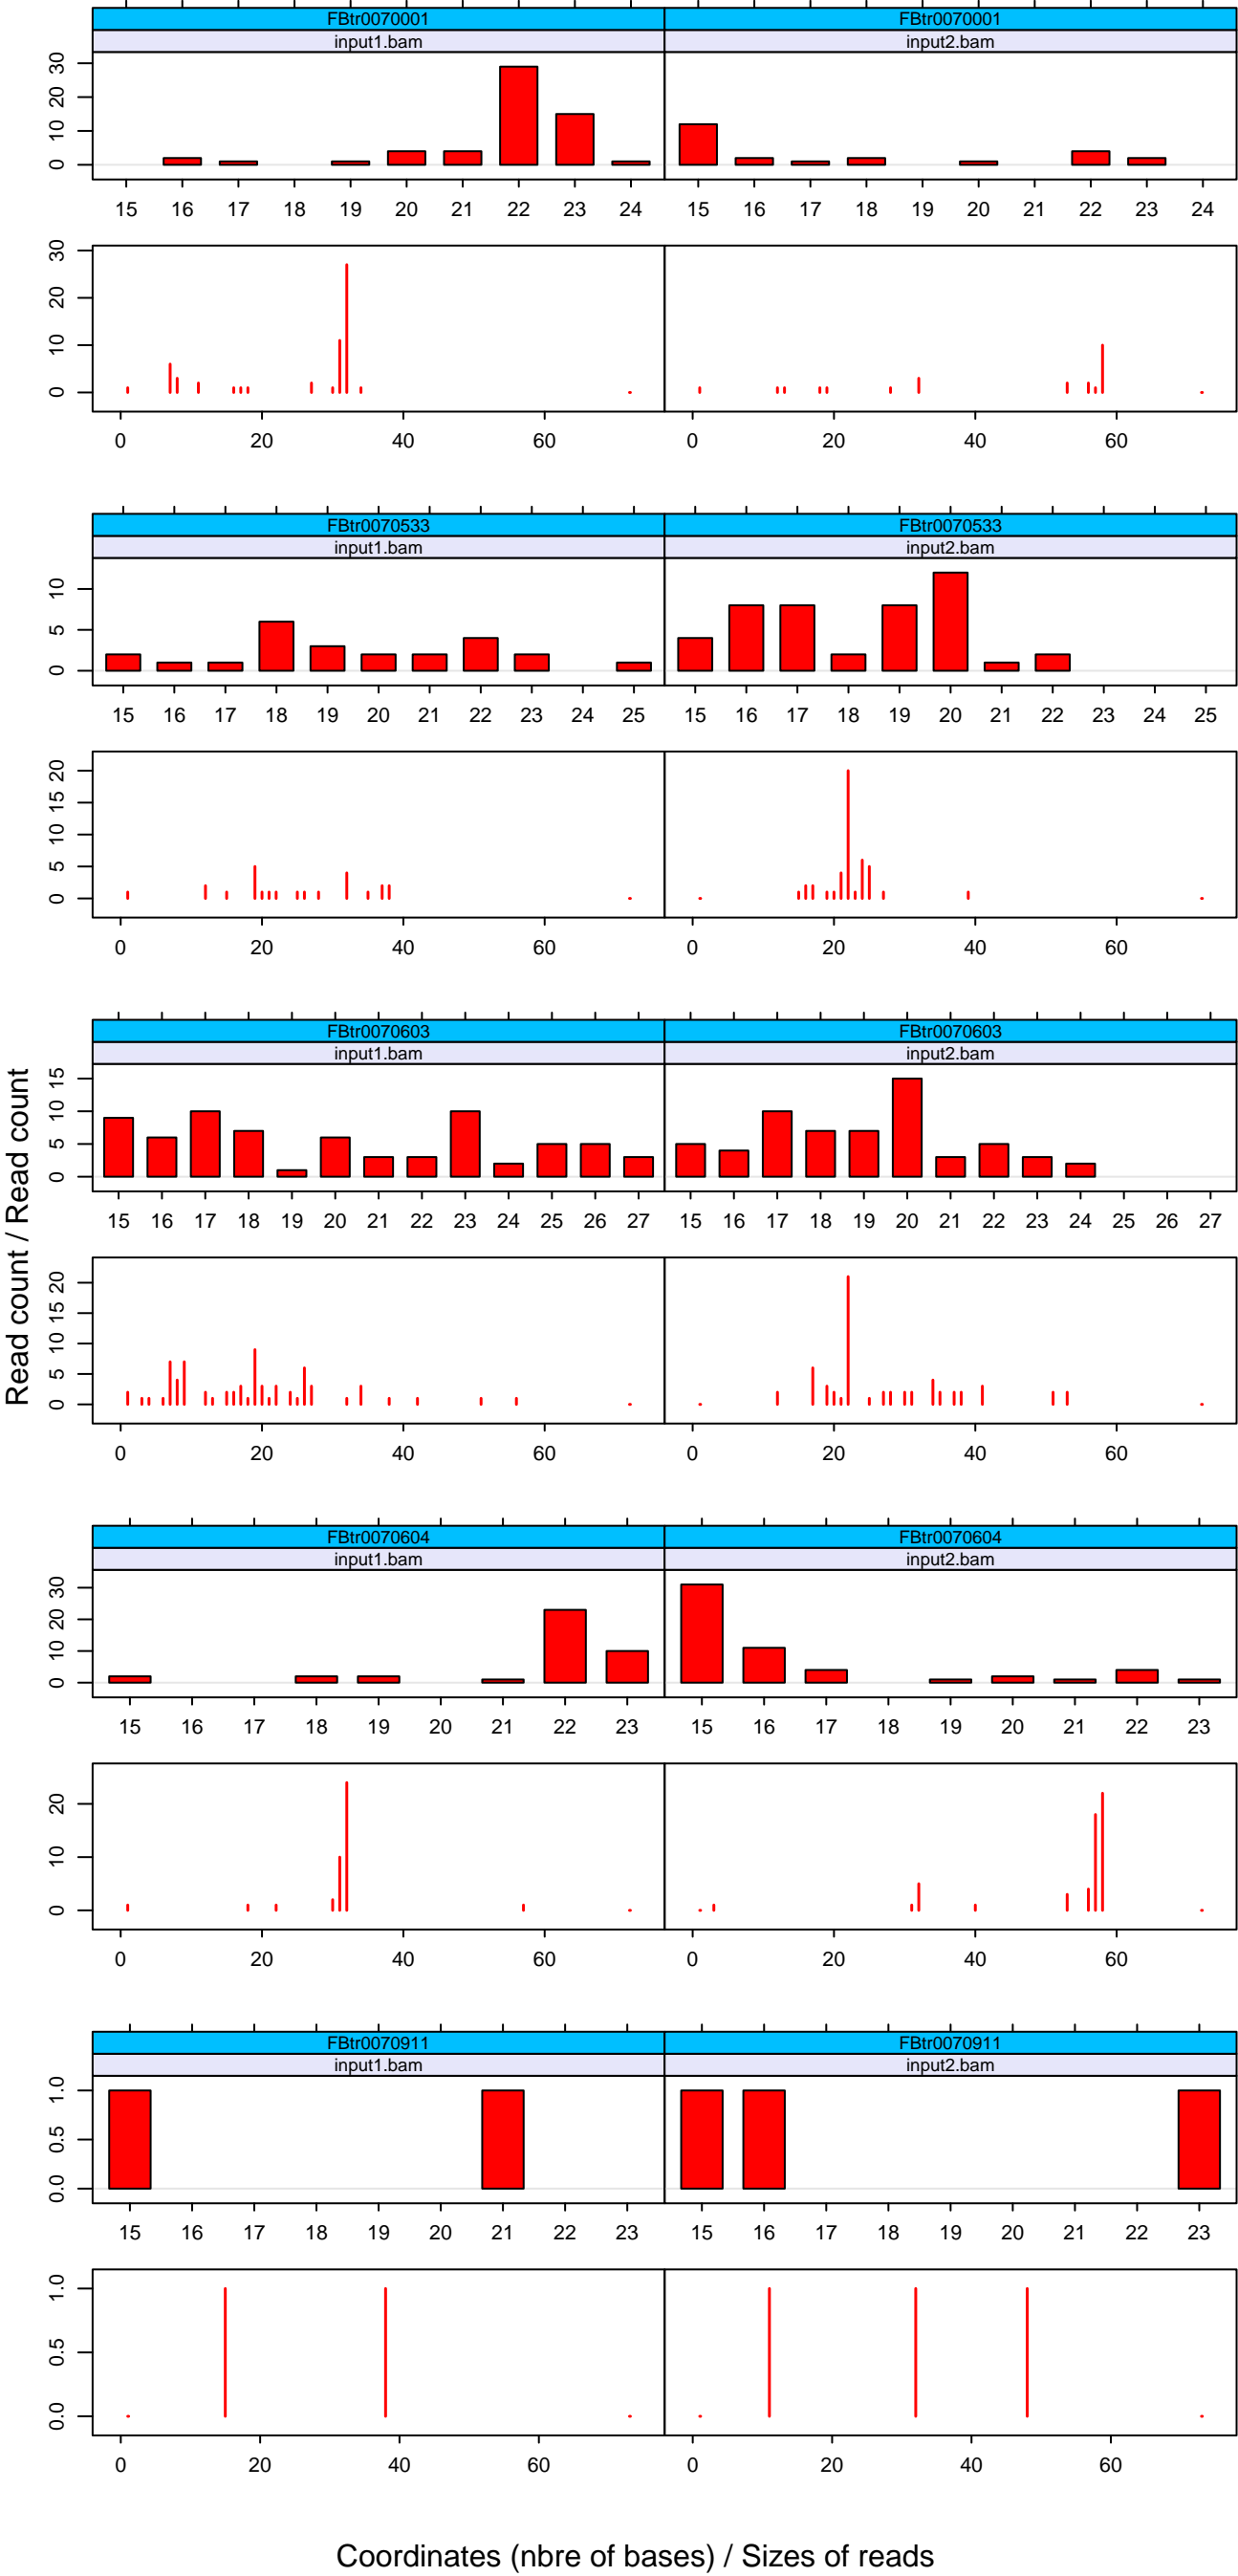 FBtr0070001 FBtr0070001
input1.bam input2.bam
0 10 20 30
15 16 17 18 19 20 21 22 23 24 15 16 17 18 19 20 21 22 23 24
0 10 20 30
0 20 40 60 0 20 40 60
FBtr0070533 FBtr0070533
input1.bam input2.bam
0 5 10
15 16 17 18 19 20 21 22 23 24 25 15 16 17 18 19 20 21 22 23 24 25
0 5 10 15 20
0 20 40 60 0 20 40 60
FBtr0070603 FBtr0070603
input1.bam input2.bam
0 5 10 15
15 16 17 18 19 20 21 22 23 24 25 26 27 15 16 17 18 19 20 21 22 23 24 25 26 27
Read count / Read count
0 5 10 15 20
0 20 40 60 0 20 40 60
FBtr0070604 FBtr0070604
input1.bam input2.bam
0 10 20 30
15 16 17 18 19 20 21 22 23 15 16 17 18 19 20 21 22 23
0 10 20
0 20 40 60 0 20 40 60
FBtr0070911 FBtr0070911
input1.bam input2.bam
0.0 0.5 1.0
15 16 17 18 19 20 21 22 23 15 16 17 18 19 20 21 22 23
0.0 0.5 1.0
0 20 40 60 0 20 40 60
Coordinates (nbre of bases) / Sizes of reads